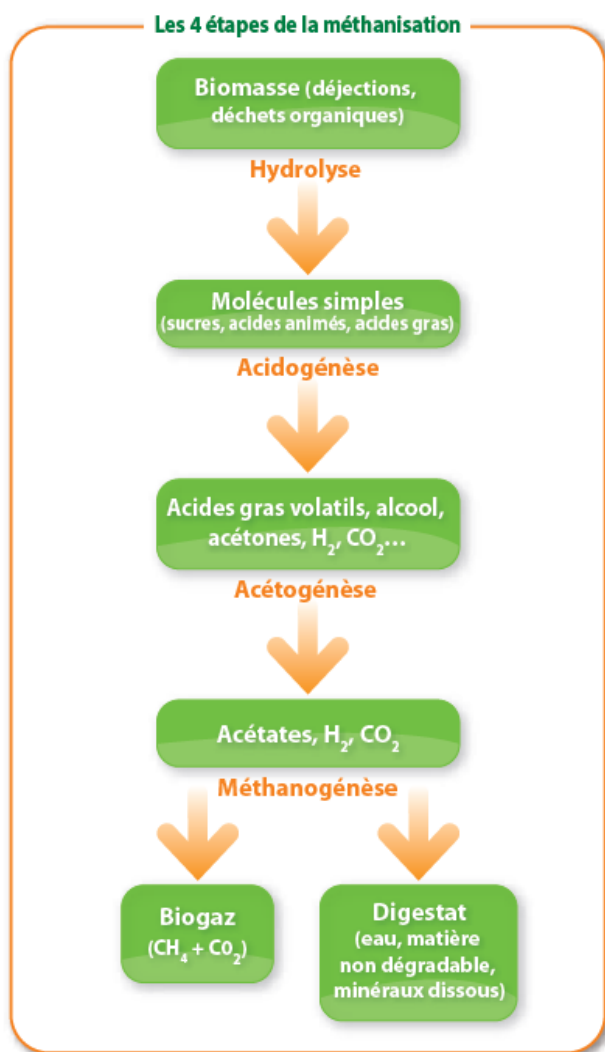 Les 4 étapes de la méthanisation
Biomasse (déjections,
déchets organiques)
Hydrolyse
Molécules simples
(sucres, acides animés, acides gras)
Acidogénèse
Acides gras volatils, alcool,
acétones, H₂, CO₂...
Acétogénèse
Acétates, H₂, CO₂
Méthanogénèse
Biogaz
(CH₄ + C0₂)
Digestat
(eau, matière
non dégradable,
minéraux dissous)